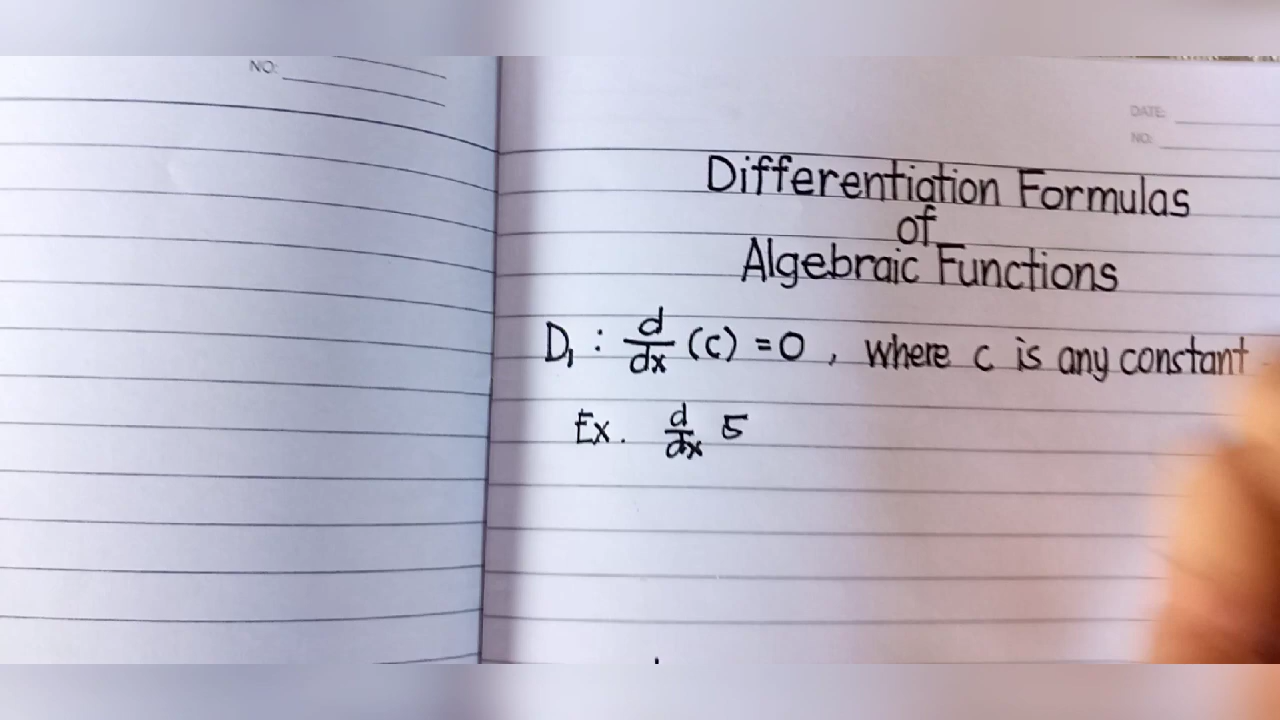 NO:
DATE:
NO:
Differentiation Formulas
of
Algebraic Functions
D₁ : d/dx (c) = 0 , where c is any constant
Ex. d/dx 5